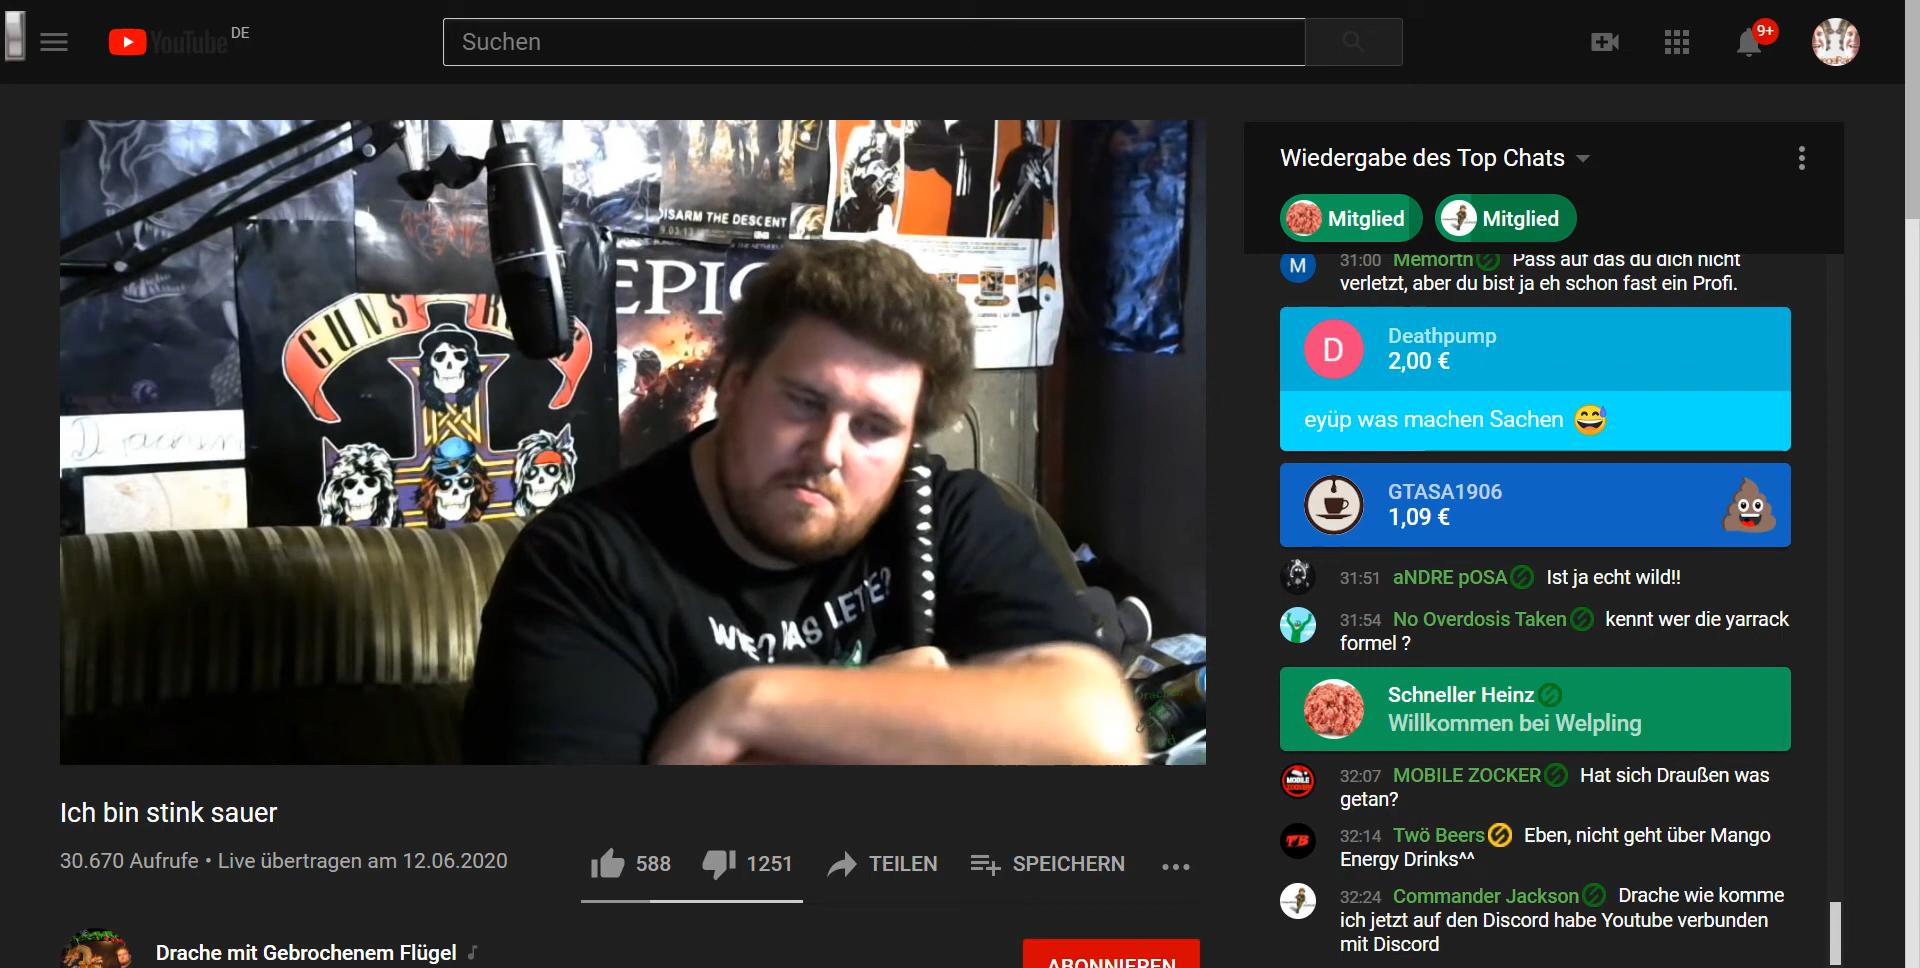 YouTube DE
Suchen
9+
DISARM THE DESCENT
EPIC
GUNS
Wiedergabe des Top Chats
Mitglied
Mitglied
31:00 Memorth Pass auf das du dich nicht
verletzt, aber du bist ja eh schon fast ein Profi.
D
Deathpump
2,00 €
eyüp was machen Sachen 😅
GTASA1906
1,09 €
💩
31:51 aNDRE pOSA Ist ja echt wild!!
31:54 No Overdosis Taken kennt wer die yarrack
formel ?
Schneller Heinz
Willkommen bei Welpling
MOBILE
ZOCKER
32:07 MOBILE ZOCKER Hat sich Draußen was
getan?
TB
32:14 Twö Beers Eben, nicht geht über Mango
Energy Drinks^^
32:24 Commander Jackson Drache wie komme
ich jetzt auf den Discord habe Youtube verbunden
mit Discord
Ich bin stink sauer
30.670 Aufrufe • Live übertragen am 12.06.2020
588
1251
TEILEN
SPEICHERN
Drache mit Gebrochenem Flügel
ABONNIEREN
M